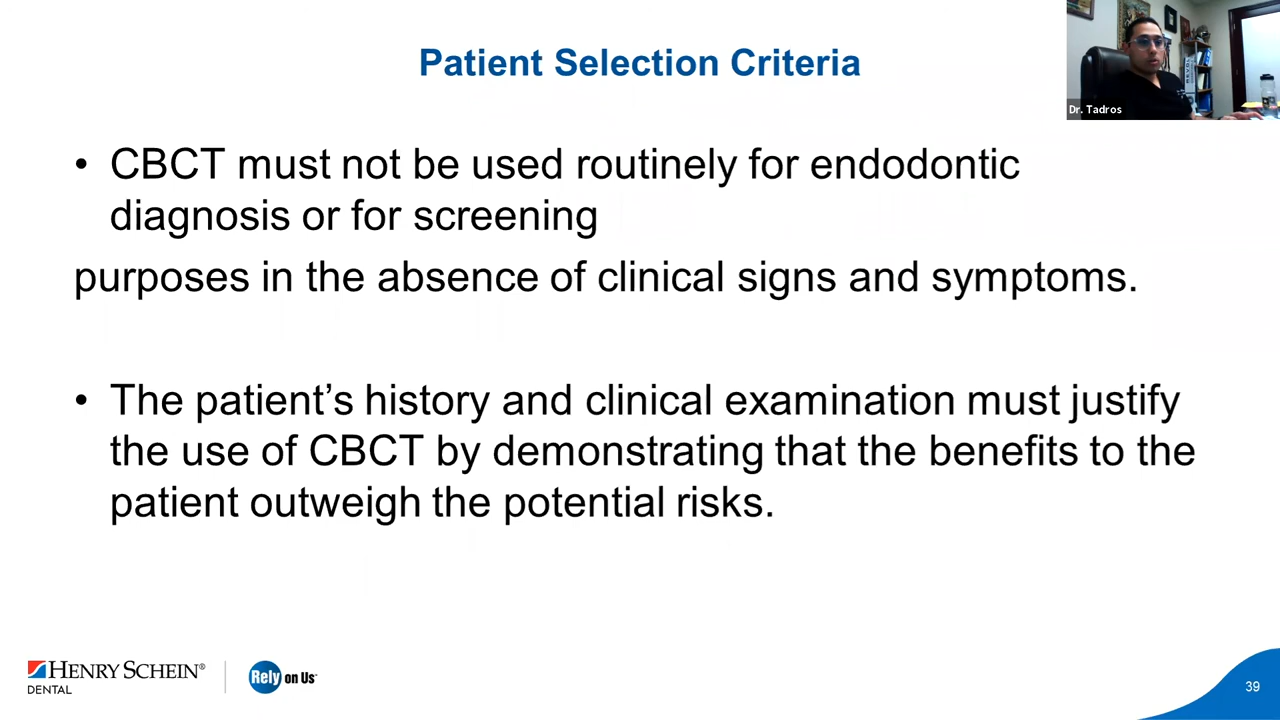 Patient Selection Criteria
Dr. Tadros
• CBCT must not be used routinely for endodontic
diagnosis or for screening
purposes in the absence of clinical signs and symptoms.
• The patient’s history and clinical examination must justify
the use of CBCT by demonstrating that the benefits to the
patient outweigh the potential risks.
HENRY SCHEIN®
DENTAL
Rely on Us
39